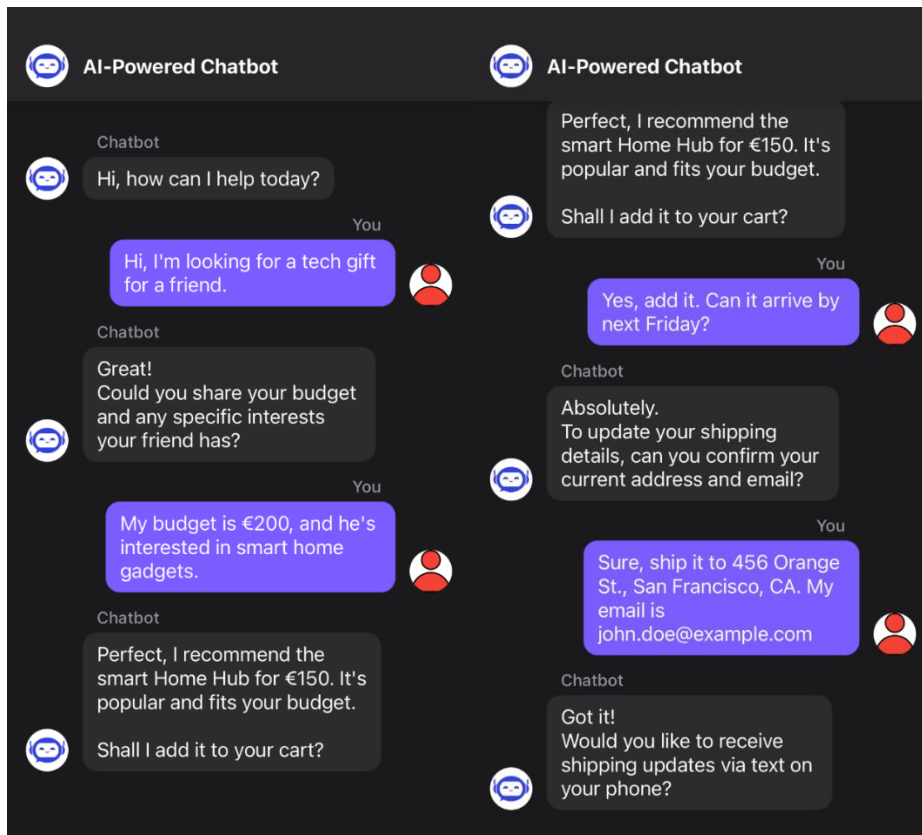 AI-Powered Chatbot
Chatbot
Hi, how can I help today?
You
Hi, I'm looking for a tech gift
for a friend.
Chatbot
Great!
Could you share your budget
and any specific interests
your friend has?
You
My budget is €200, and he's
interested in smart home
gadgets.
Chatbot
Perfect, I recommend the
smart Home Hub for €150. It's
popular and fits your budget.
Shall I add it to your cart?
AI-Powered Chatbot
Perfect, I recommend the
smart Home Hub for €150. It's
popular and fits your budget.
Shall I add it to your cart?
You
Yes, add it. Can it arrive by
next Friday?
Chatbot
Absolutely.
To update your shipping
details, can you confirm your
current address and email?
You
Sure, ship it to 456 Orange
St., San Francisco, CA. My
email is
john.doe@example.com
Chatbot
Got it!
Would you like to receive
shipping updates via text on
your phone?